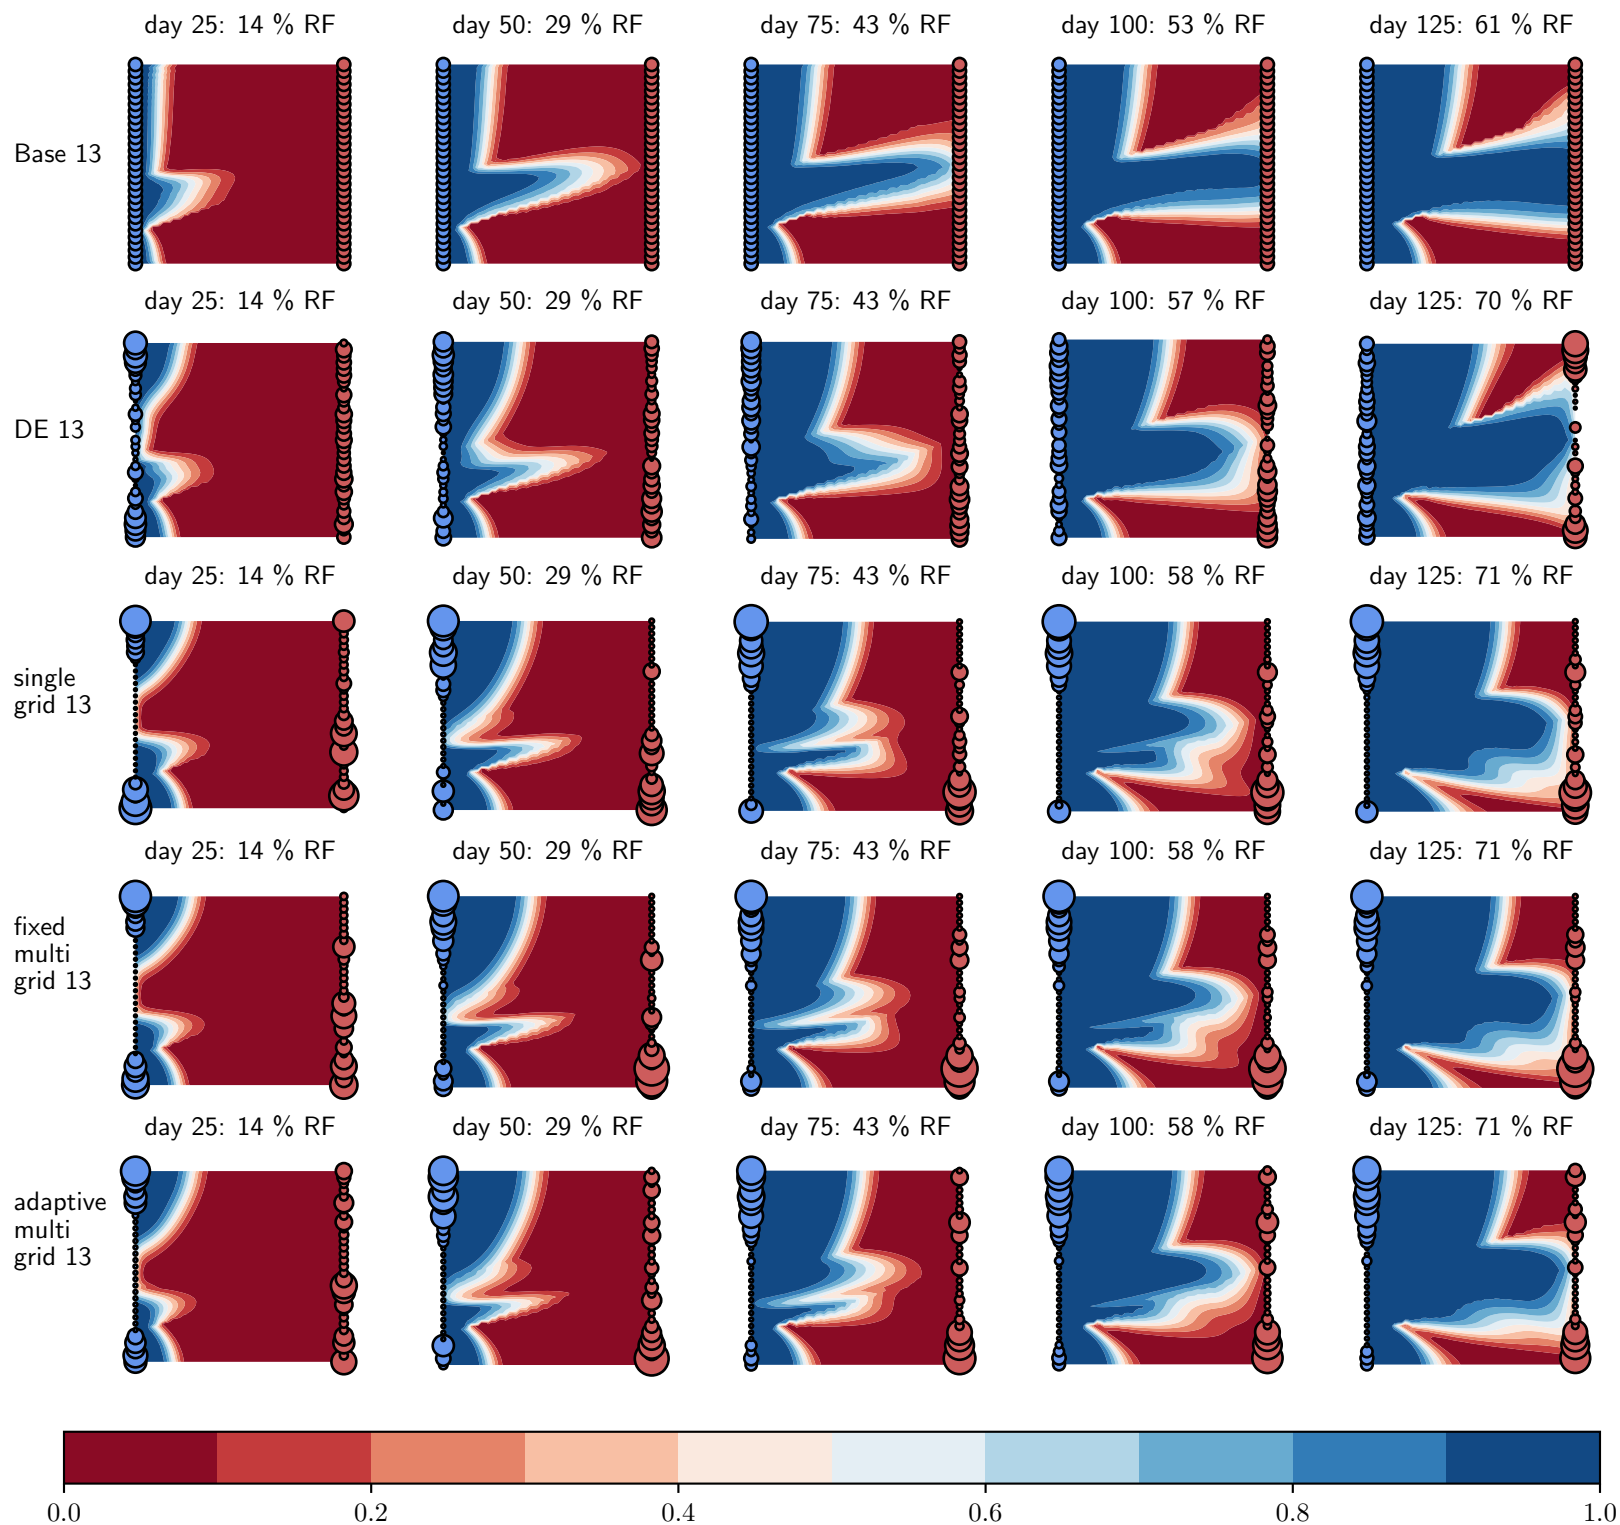 day 25: 14 % RF
day 50: 29 % RF
day 75: 43 % RF
day 100: 53 % RF
day 125: 61 % RF
Base 13
day 25: 14 % RF
day 50: 29 % RF
day 75: 43 % RF
day 100: 57 % RF
day 125: 70 % RF
DE 13
day 25: 14 % RF
day 50: 29 % RF
day 75: 43 % RF
day 100: 58 % RF
day 125: 71 % RF
single
grid 13
day 25: 14 % RF
day 50: 29 % RF
day 75: 43 % RF
day 100: 58 % RF
day 125: 71 % RF
fixed
multi
grid 13
day 25: 14 % RF
day 50: 29 % RF
day 75: 43 % RF
day 100: 58 % RF
day 125: 71 % RF
adaptive
multi
grid 13
0.0
0.2
0.4
0.6
0.8
1.0